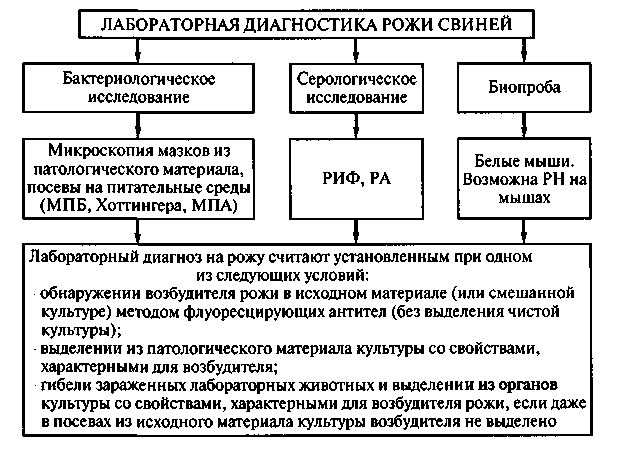 ЛАБОРАТОРНАЯ ДИАГНОСТИКА РОЖИ СВИНЕЙ
Бактериологическое
исследование
Серологическое
исследование
Биопроба
Микроскопия мазков из
патологического материала,
посевы на питательные среды
(МПБ, Хоттингера, МПА)
РИФ, РА
Белые мыши.
Возможна РН на
мышах
Лабораторный диагноз на рожу считают установленным при одном
из следующих условий:
· обнаружении возбудителя рожи в исходном материале (или смешанной
культуре) методом флуоресцирующих антител (без выделения чистой
культуры);
· выделении из патологического материала культуры со свойствами,
характерными для возбудителя;
· гибели зараженных лабораторных животных и выделении из органов
культуры со свойствами, характерными для возбудителя рожи, если даже
в посевах из исходного материала культуры возбудителя не выделено